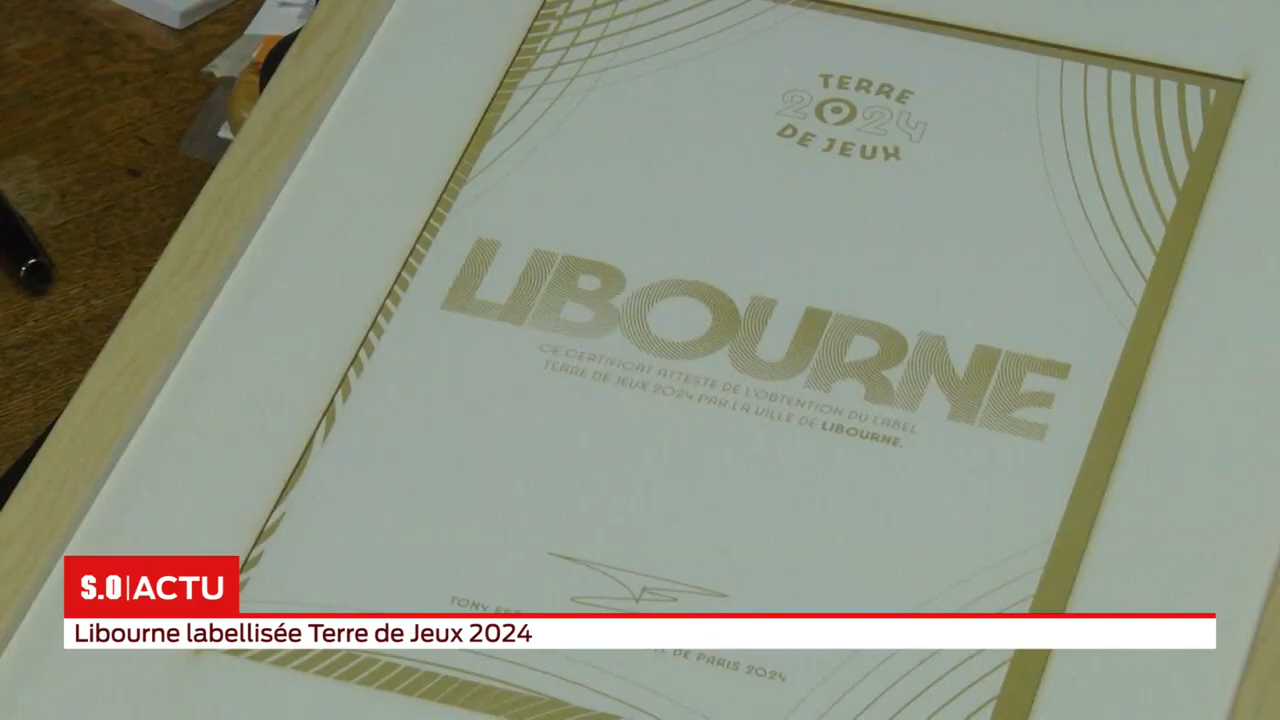 TERRE
2024
DE JEUX
LIBOURNE
CE CERTIFICAT ATTESTE DE L'OBTENTION DU LABEL
TERRE DE JEUX 2024 PAR LA VILLE DE LIBOURNE.
TONY
DE PARIS 2024
S.O|ACTU
Libourne labellisée Terre de Jeux 2024